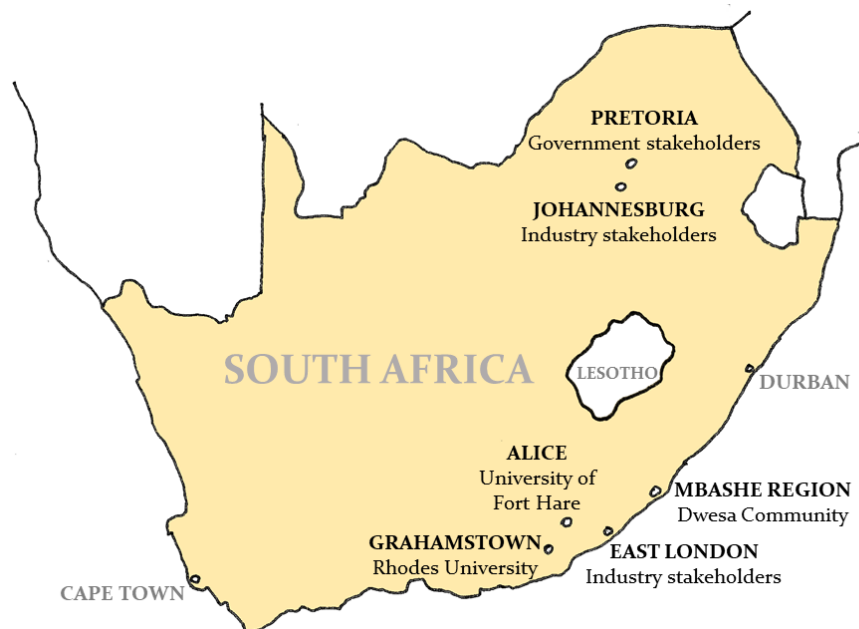 PRETORIA
Government stakeholders
JOHANNESBURG
Industry stakeholders
SOUTH AFRICA
LESOTHO
DURBAN
ALICE
University of
Fort Hare
MBASHE REGION
Dwesa Community
GRAHAMSTOWN
Rhodes University
EAST LONDON
Industry stakeholders
CAPE TOWN